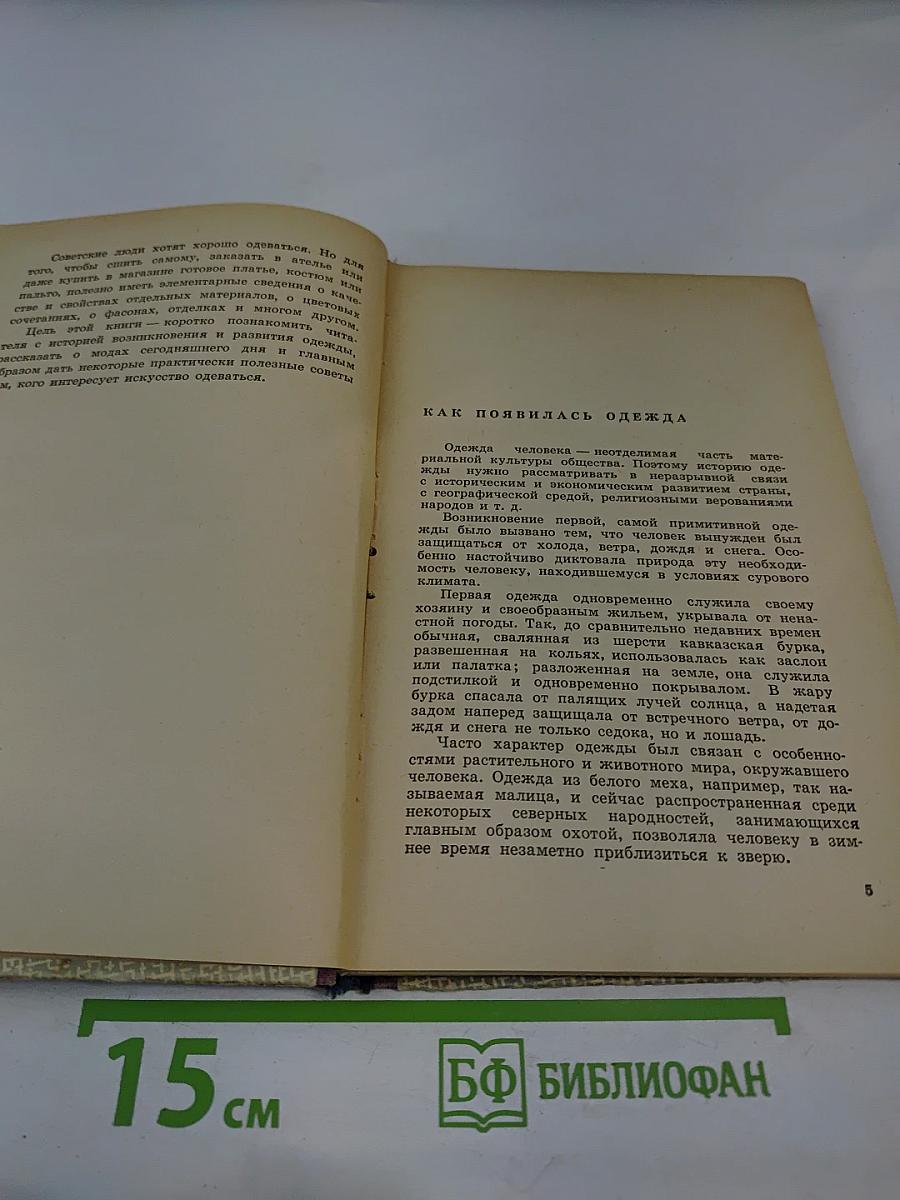 Советские люди хотят хорошо одеваться. Но для
того, чтобы сшить самому, заказать в ателье или
даже купить в магазине готовое платье, костюм или
пальто, полезно иметь элементарные сведения о каче-
стве и свойствах отдельных материалов, о цветовых
сочетаниях, о фасонах, отделках и многом другом.
Цель этой книги — коротко познакомить чита-
теля с историей возникновения и развития одежды,
рассказать о модах сегодняшнего дня и главным
бразом дать некоторые практически полезные советы
м, кого интересует искусство одеваться.
КАК ПОЯВИЛАСЬ ОДЕЖДА
Одежда человека — неотделимая часть мате-
риальной культуры общества. Поэтому историю оде-
жды нужно рассматривать в неразрывной связи
с историческим и экономическим развитием страны,
с географической средой, религиозными верованиями
народов и т. д.
Возникновение первой, самой примитивной оде-
жды было вызвано тем, что человек вынужден был
защищаться от холода, ветра, дождя и снега. Осо-
бенно настойчиво диктовала природа эту необходи-
мость человеку, находившемуся в условиях сурового
климата.
Первая одежда одновременно служила своему
хозяину и своеобразным жильем, укрывала от нена-
стной погоды. Так, до сравнительно недавних времен
обычная, свалянная из шерсти кавказская бурка,
развешенная на кольях, использовалась как заслон
или палатка; разложенная на земле, она служила
подстилкой и одновременно покрывалом. В жару
бурка спасала от палящих лучей солнца, а надетая
задом наперед защищала от встречного ветра, от до-
ждя и снега не только седока, но и лошадь.
Часто характер одежды был связан с особенно-
стями растительного и животного мира, окружавшего
человека. Одежда из белого меха, например, так на-
зываемая малица, и сейчас распространенная среди
некоторых северных народностей, занимающихся
главным образом охотой, позволяла человеку в зим-
нее время незаметно приблизиться к зверю.
5
15 см
БФ БИБЛИОФАН